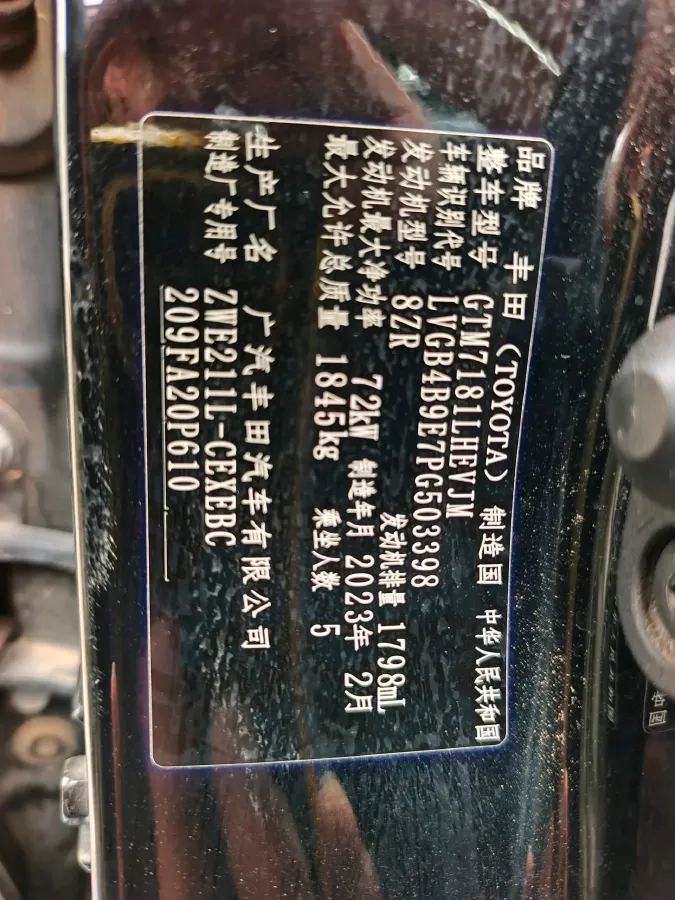 品牌 丰田（TOYOTA） 制造国 中华人民共和国
整车型号 GTM7181LHEVJM
车辆识别代号 LVGB4B9E7PG503398
发动机型号 8ZR 发动机排量 1798mL
发动机最大净功率 72kW 制造年月 2023年 2月
最大允许总质量 1845kg 乘坐人数 5
生产厂名 广汽丰田汽车有限公司
制造厂专用号 ZWE211L-CEXEBC
209FA20P610
和国